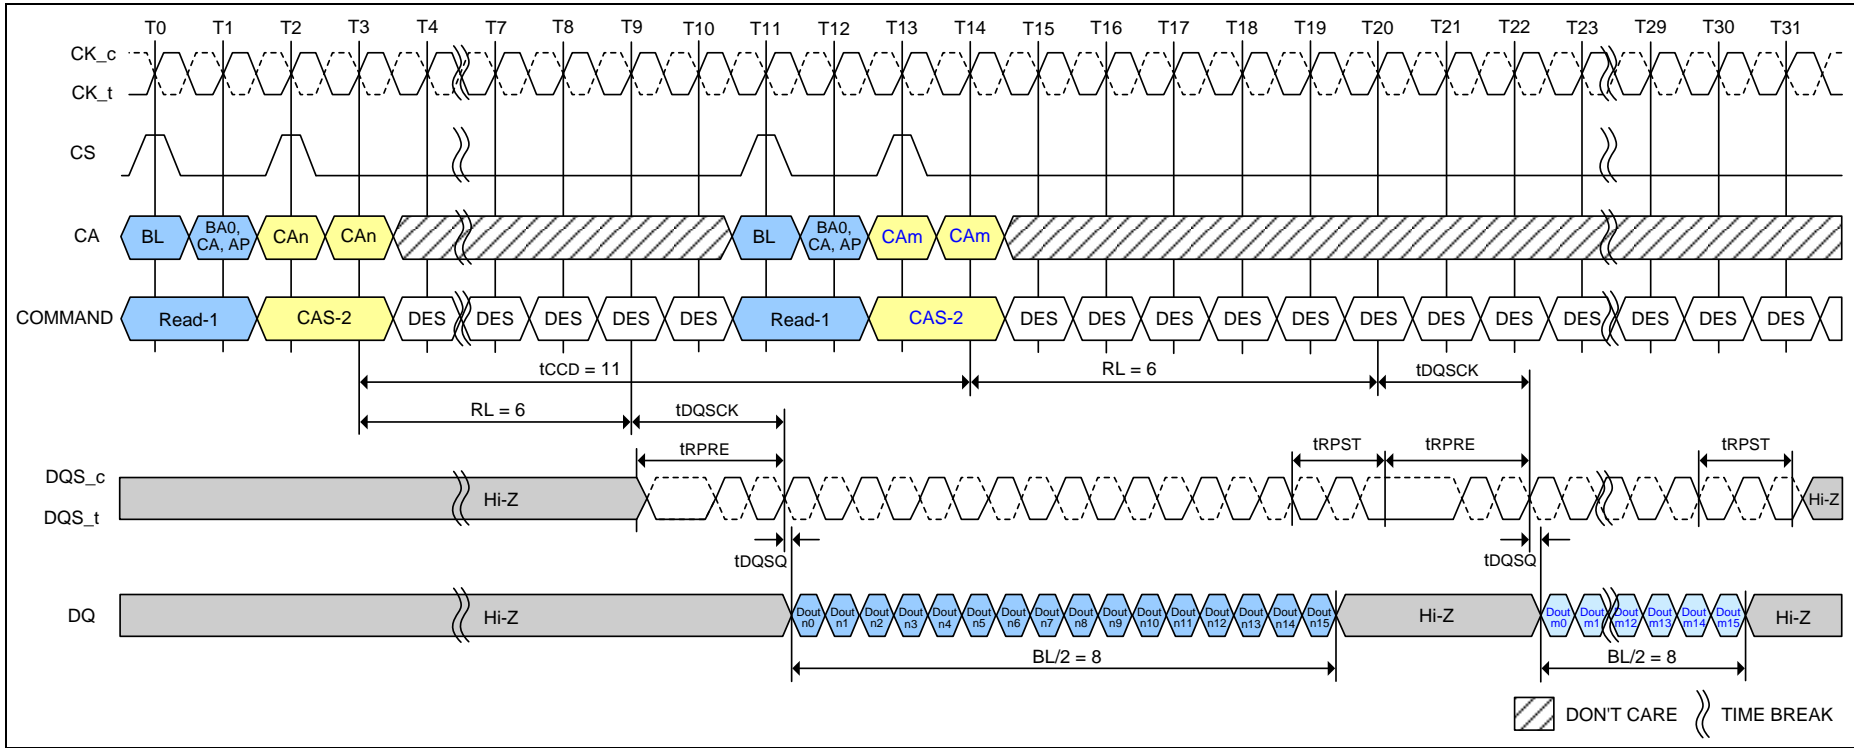 T0 T1 T2 T3 T4 T7 T8 T9 T10 T11 T12 T13 T14 T15 T16 T17 T18 T19 T20 T21 T22 T23 T29 T30 T31
CK_c
CK_t
CS
CA BL BA0, CA, AP CAn CAn BL BA0, CA, AP CAm CAm
COMMAND Read-1 CAS-2 DES DES DES DES DES Read-1 CAS-2 DES DES DES DES DES DES DES DES DES DES DES DES
tCCD = 11 RL = 6 tDQSCK
RL = 6 tDQSCK
tRPRE tRPST tRPRE tRPST
DQS_c
Hi-Z Hi-Z
DQS_t
tDQSQ tDQSQ
DQ Hi-Z Dout n0 Dout n1 Dout n2 Dout n3 Dout n4 Dout n5 Dout n6 Dout n7 Dout n8 Dout n9 Dout n10 Dout n11 Dout n12 Dout n13 Dout n14 Dout n15 Hi-Z Dout m0 Dout m1 Dout m12 Dout m13 Dout m14 Dout m15 Hi-Z
BL/2 = 8 BL/2 = 8
DON'T CARE TIME BREAK